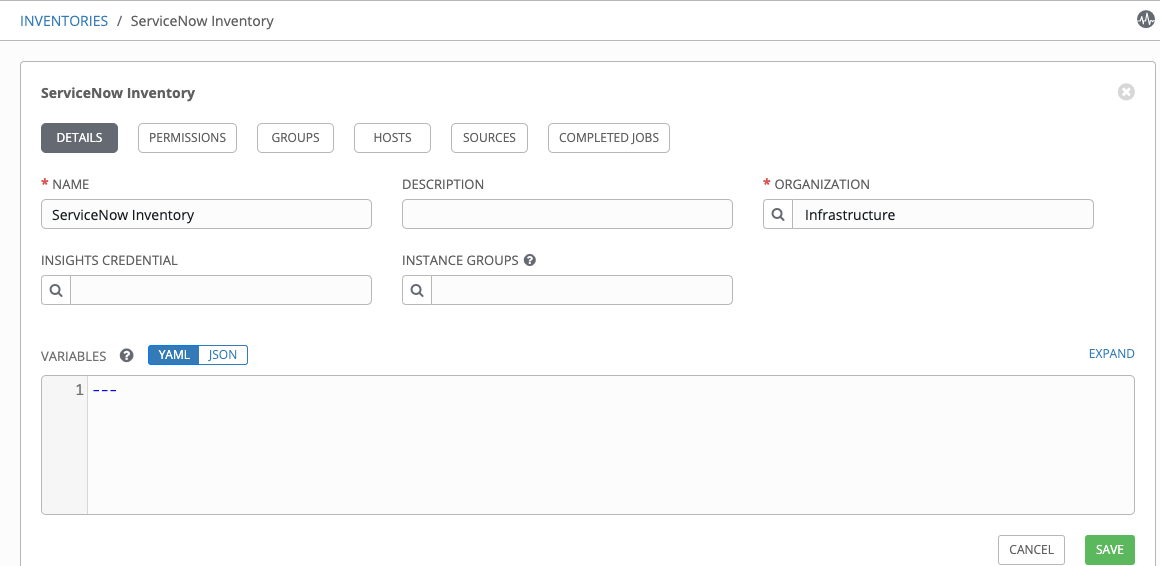 INVENTORIES / ServiceNow Inventory
ServiceNow Inventory
DETAILS PERMISSIONS GROUPS HOSTS SOURCES COMPLETED JOBS
* NAME DESCRIPTION * ORGANIZATION
ServiceNow Inventory Infrastructure
INSIGHTS CREDENTIAL INSTANCE GROUPS ?
VARIABLES ? YAML JSON EXPAND
1 ---
CANCEL SAVE